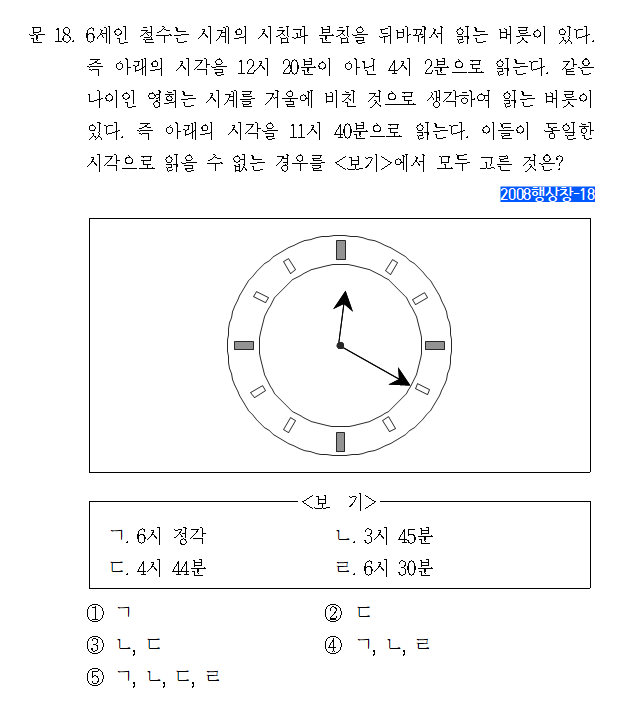 문 18. 6세인 철수는 시계의 시침과 분침을 뒤바꿔서 읽는 버릇이 있다.
즉 아래의 시각을 12시 20분이 아닌 4시 2분으로 읽는다. 같은
나이인 영희는 시계를 거울에 비친 것으로 생각하여 읽는 버릇이
있다. 즉 아래의 시각을 11시 40분으로 읽는다. 이들이 동일한
시각으로 읽을 수 없는 경우를 <보기>에서 모두 고른 것은?
2008행상창-18
<보 기>
ㄱ. 6시 정각 ㄴ. 3시 45분
ㄷ. 4시 44분 ㄹ. 6시 30분
① ㄱ ② ㄷ
③ ㄴ, ㄷ ④ ㄱ, ㄴ, ㄹ
⑤ ㄱ, ㄴ, ㄷ, ㄹ